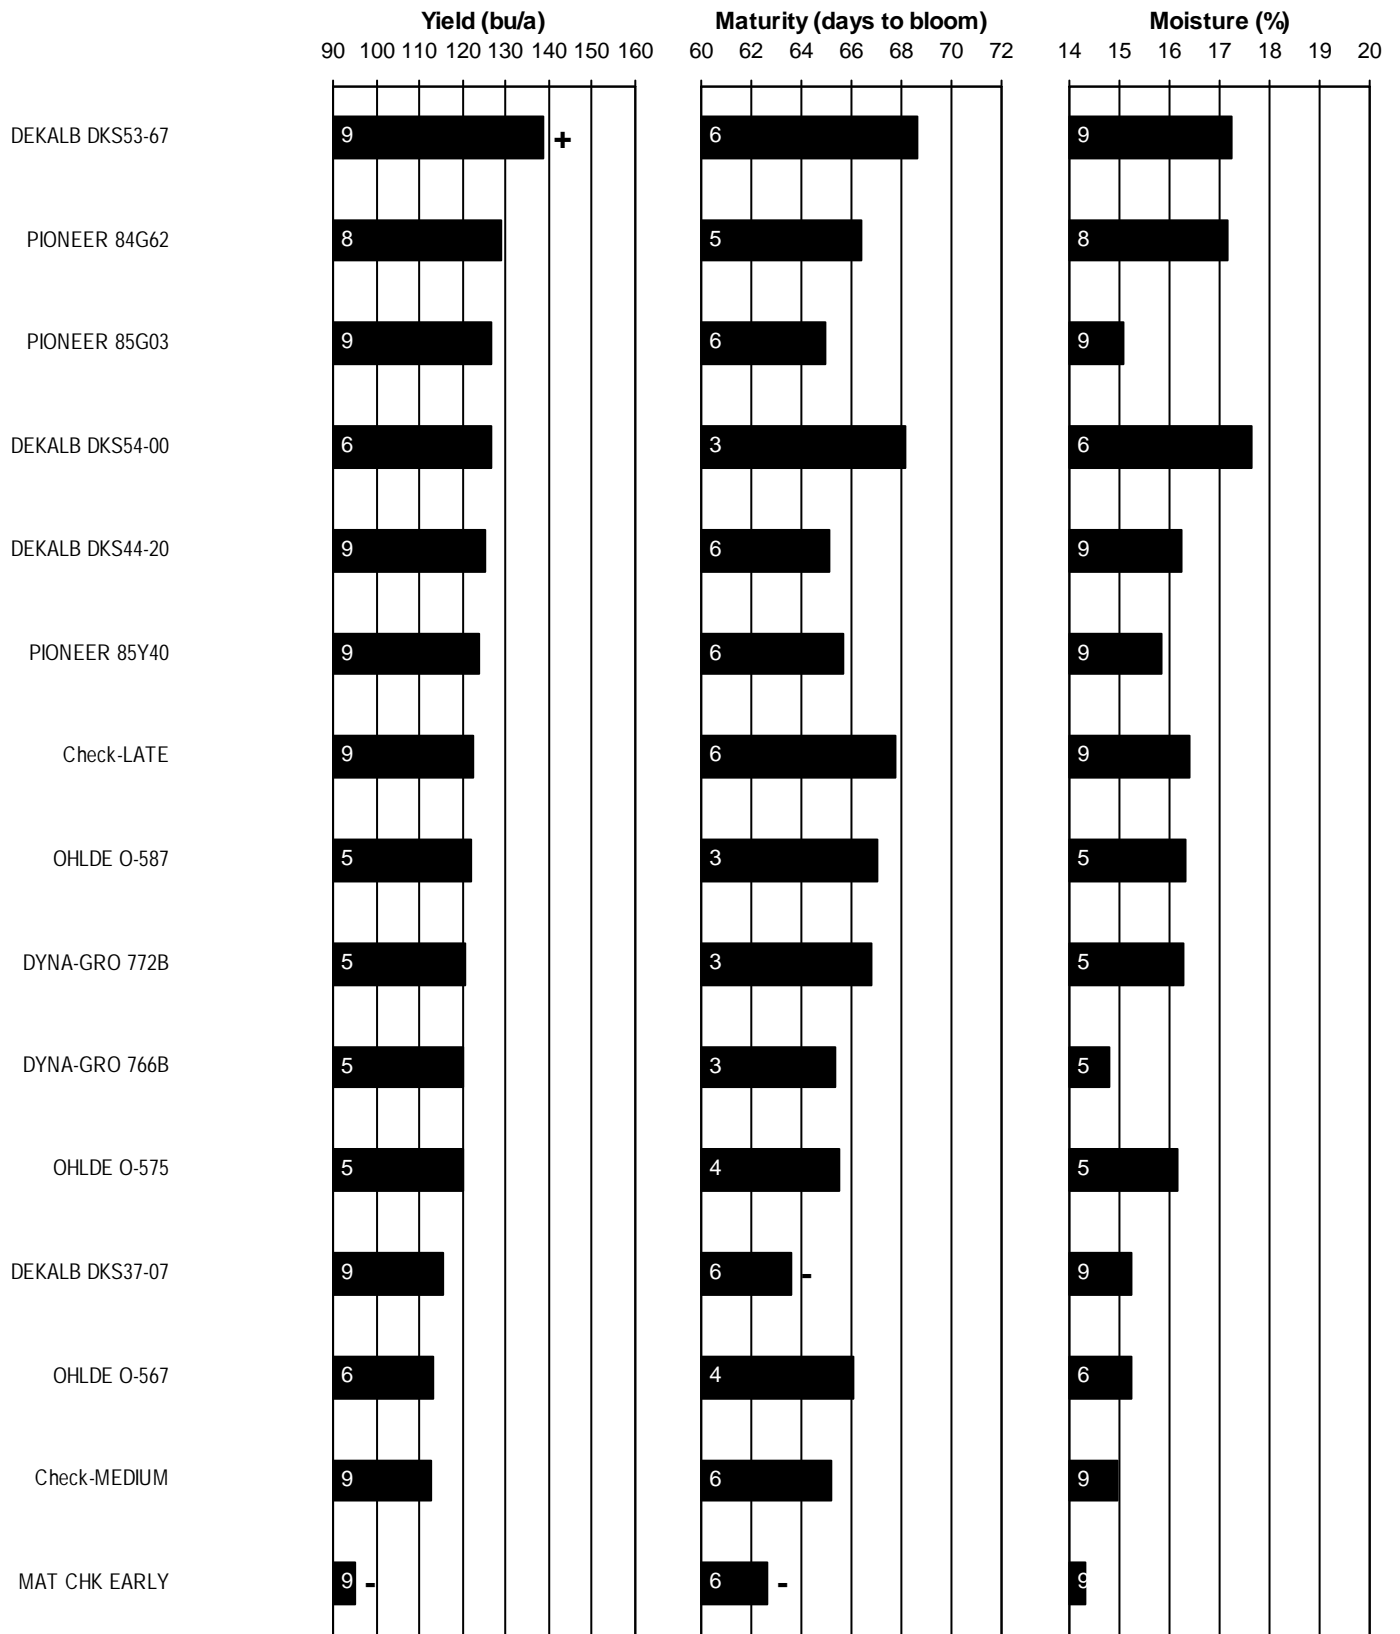 Yield (bu/a) Maturity (days to bloom) Moisture (%)
90 100 110 120 130 140 150 160 60 62 64 66 68 70 72 14 15 16 17 18 19 20
DEKALB DKS53-67 9 + 6 9
PIONEER 84G62 8 5 8
PIONEER 85G03 9 6 9
DEKALB DKS54-00 6 3 6
DEKALB DKS44-20 9 6 9
PIONEER 85Y40 9 6 9
Check-LATE 9 6 9
OHLDE O-587 5 3 5
DYNA-GRO 772B 5 3 5
DYNA-GRO 766B 5 3 5
OHLDE O-575 5 4 5
DEKALB DKS37-07 9 6 - 9
OHLDE O-567 6 4 6
Check-MEDIUM 9 6 9
MAT CHK EARLY 9 - 6 - 9